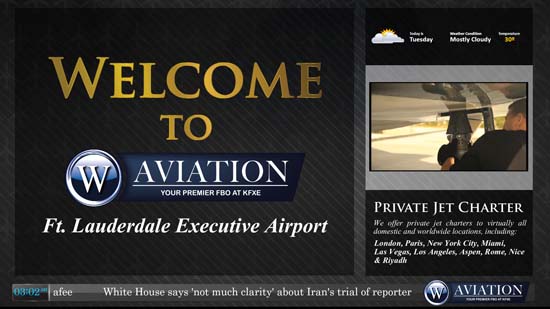 WELCOME
TO
W AVIATION
YOUR PREMIER FBO AT KFXE
Ft. Lauderdale Executive Airport
Today is
Tuesday
Weather Condition
Mostly Cloudy
Temperature
30º
PRIVATE JET CHARTER
We offer private jet charters to virtually all
domestic and worldwide locations, including:
London, Paris, New York City, Miami,
Las Vegas, Los Angeles, Aspen, Rome, Nice
& Riyadh
03:02
afee
White House says 'not much clarity' about Iran's trial of reporter
W AVIATION
YOUR PREMIER FBO AT KFXE